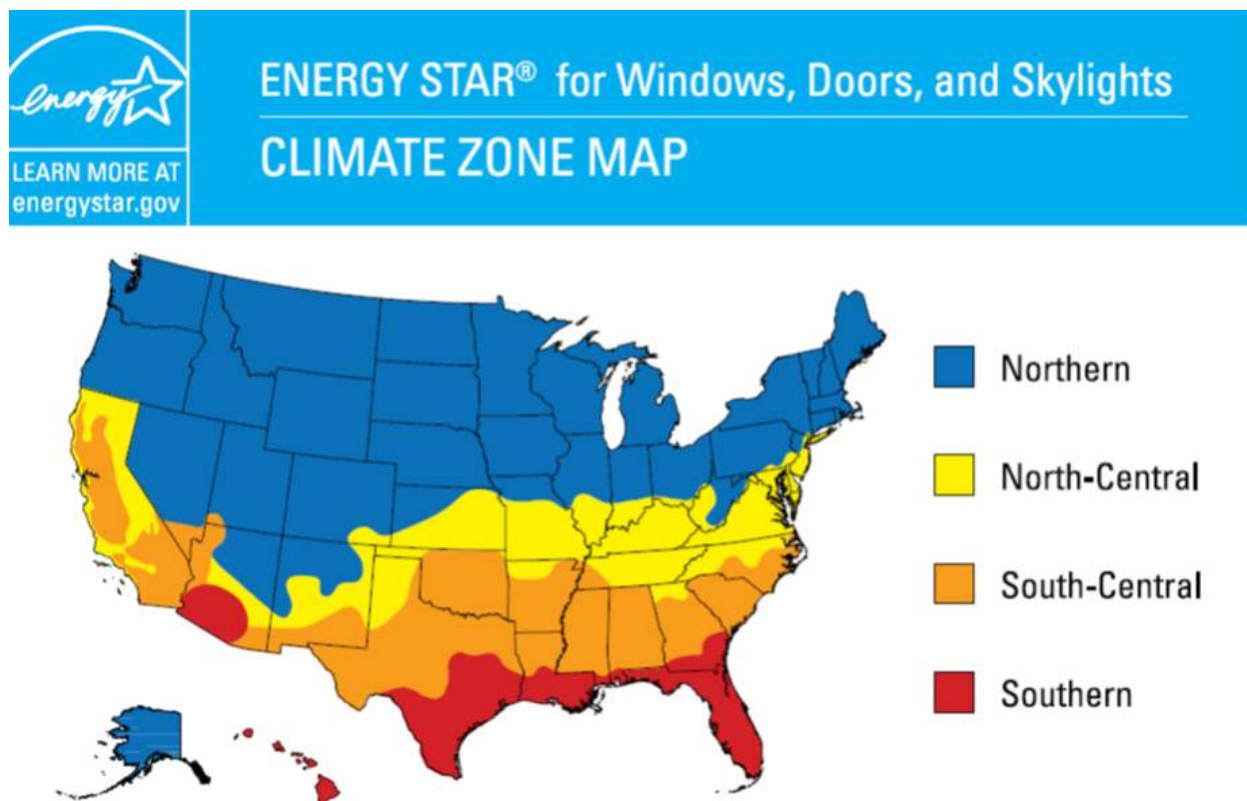 energy
LEARN MORE AT
energystar.gov
ENERGY STAR® for Windows, Doors, and Skylights
CLIMATE ZONE MAP
Northern
North-Central
South-Central
Southern